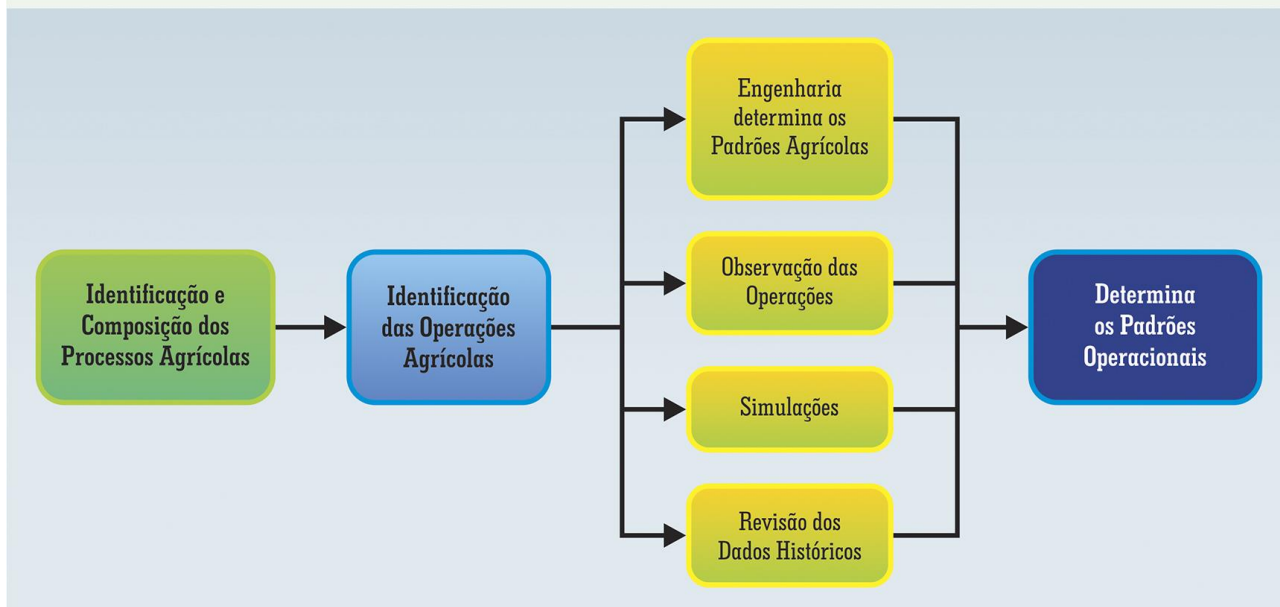 Identificação e
Composição dos
Processos Agrícolas
Identificação
das Operações
Agrícolas
Engenharia
determina os
Padrões Agrícolas
Observação das
Operações
Simulações
Revisão dos
Dados Históricos
Determina
os Padrões
Operacionais